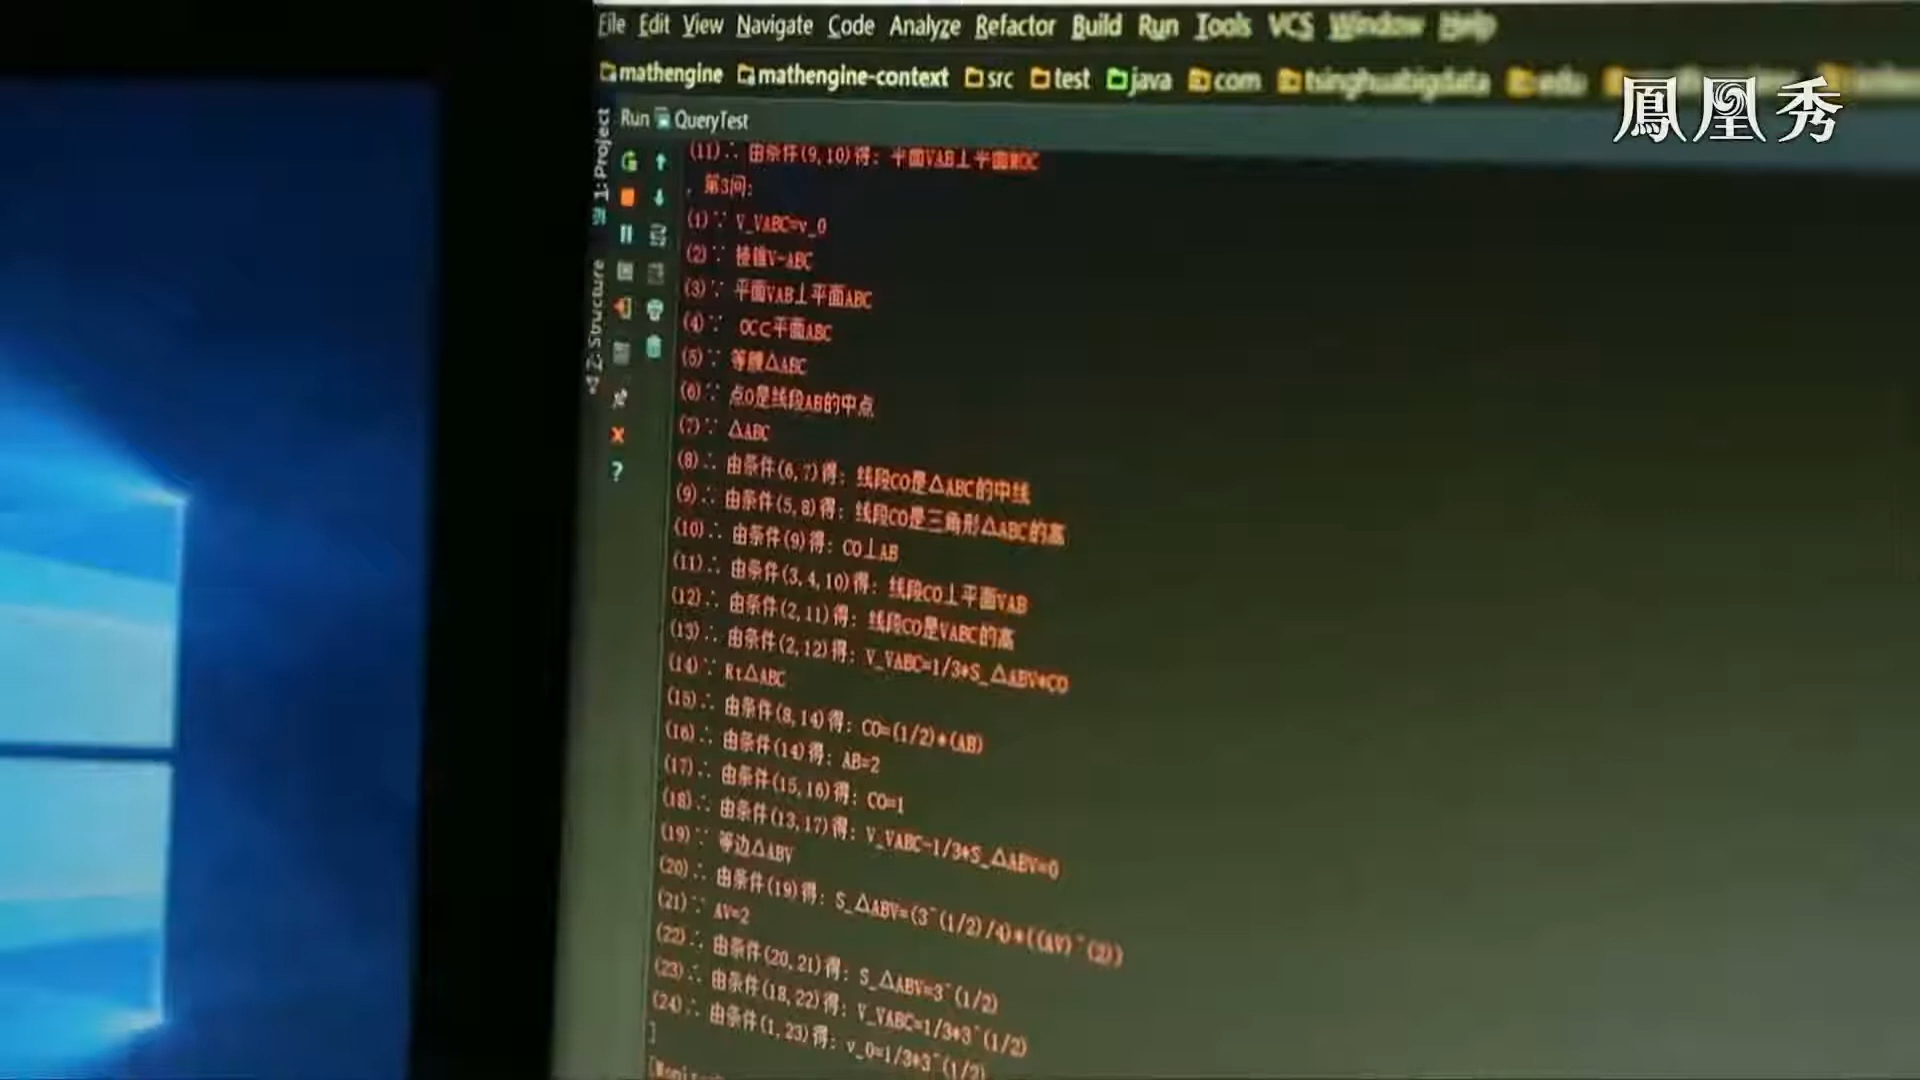 File Edit View Navigate Code Analyze Refactor Build Run Tools VCS Window Help
mathengine mathengine-context src test java com tsinghuabigdata edu
鳳凰秀
Run QueryTest
1: Project
Z: Structure
(11)∴ 由条件(9,10)得: 平面VAB⊥平面MOC
, 第3问:
(1)∵ V_VABC=v_0
(2)∵ 棱锥V-ABC
(3)∵ 平面VAB⊥平面ABC
(4)∵ OC⊂平面ABC
(5)∵ 等腰△ABC
(6)∵ 点O是线段AB的中点
(7)∵ △ABC
(8)∴ 由条件(6,7)得: 线段CO是△ABC的中线
(9)∴ 由条件(5,8)得: 线段CO是三角形△ABC的高
(10)∴ 由条件(9)得: CO⊥AB
(11)∴ 由条件(3,4,10)得: 线段CO⊥平面VAB
(12)∴ 由条件(2,11)得: 线段CO是VABC的高
(13)∴ 由条件(2,12)得: V_VABC=1/3*S_△ABV*CO
(14)∵ Rt△ABC
(15)∴ 由条件(8,14)得: CO=(1/2)*(AB)
(16)∴ 由条件(14)得: AB=2
(17)∴ 由条件(15,16)得: CO=1
(18)∴ 由条件(13,17)得: V_VABC-1/3*S_△ABV=0
(19)∵ 等边△ABV
(20)∴ 由条件(19)得: S_△ABV=(3^(1/2)/4)*((AV)^(2))
(21)∵ AV=2
(22)∴ 由条件(20,21)得: S_△ABV=3^(1/2)
(23)∴ 由条件(18,22)得: V_VABC=1/3*3^(1/2)
(24)∴ 由条件(1,23)得: v_0=1/3*3^(1/2)
]